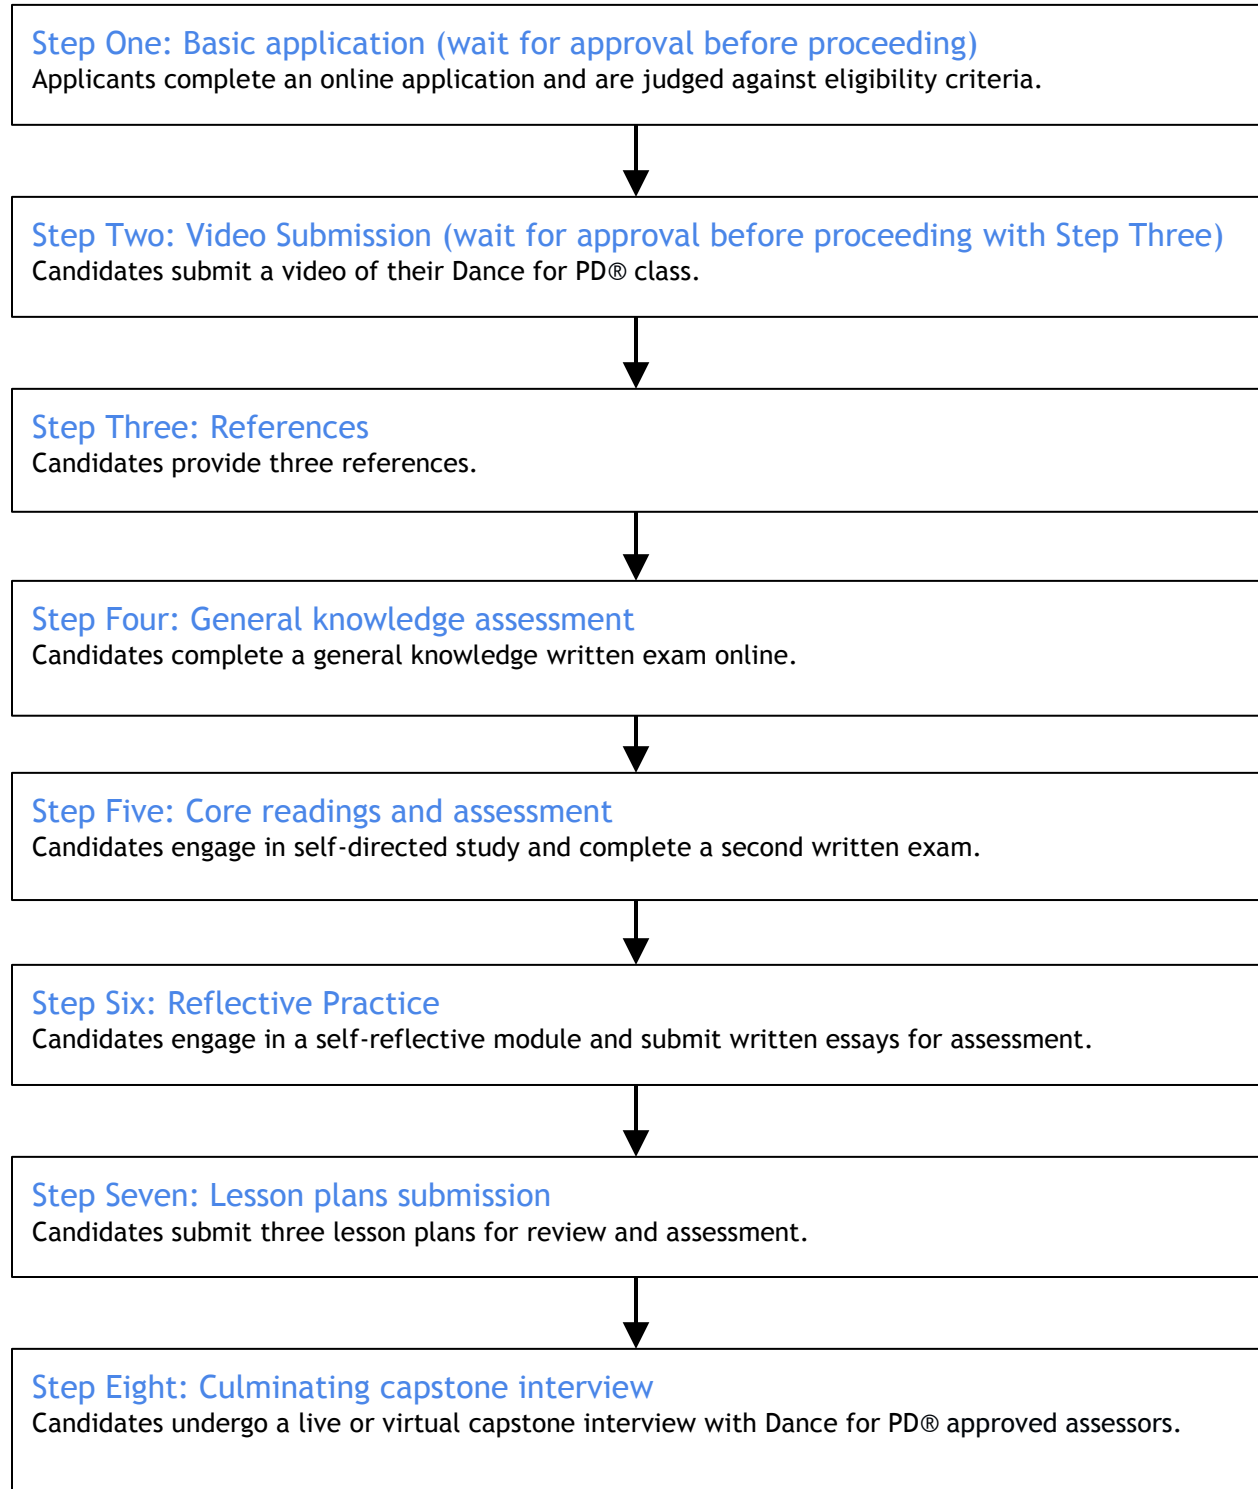 Step One: Basic application (wait for approval before proceeding)
Applicants complete an online application and are judged against eligibility criteria.
Step Two: Video Submission (wait for approval before proceeding with Step Three)
Candidates submit a video of their Dance for PD® class.
Step Three: References
Candidates provide three references.
Step Four: General knowledge assessment
Candidates complete a general knowledge written exam online.
Step Five: Core readings and assessment
Candidates engage in self-directed study and complete a second written exam.
Step Six: Reflective Practice
Candidates engage in a self-reflective module and submit written essays for assessment.
Step Seven: Lesson plans submission
Candidates submit three lesson plans for review and assessment.
Step Eight: Culminating capstone interview
Candidates undergo a live or virtual capstone interview with Dance for PD® approved assessors.